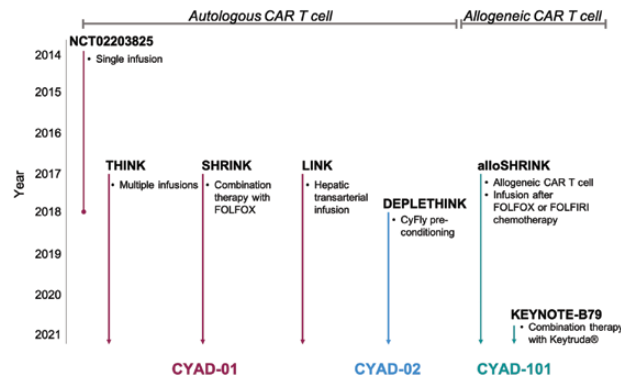 Autologous CAR T cell
Allogeneic CAR T cell
NCT02203825
• Single infusion
Year
2014
2015
2016
2017
2018
2019
2020
2021
THINK
• Multiple infusions
SHRINK
• Combination
therapy with
FOLFOX
LINK
• Hepatic
transarterial
infusion
DEPLETHINK
• CyFly pre-
conditioning
alloSHRINK
• Allogeneic CAR T cell
• Infusion after
FOLFOX or FOLFIRI
chemotherapy
KEYNOTE-B79
• Combination therapy
with Keytruda®
CYAD-01
CYAD-02
CYAD-101